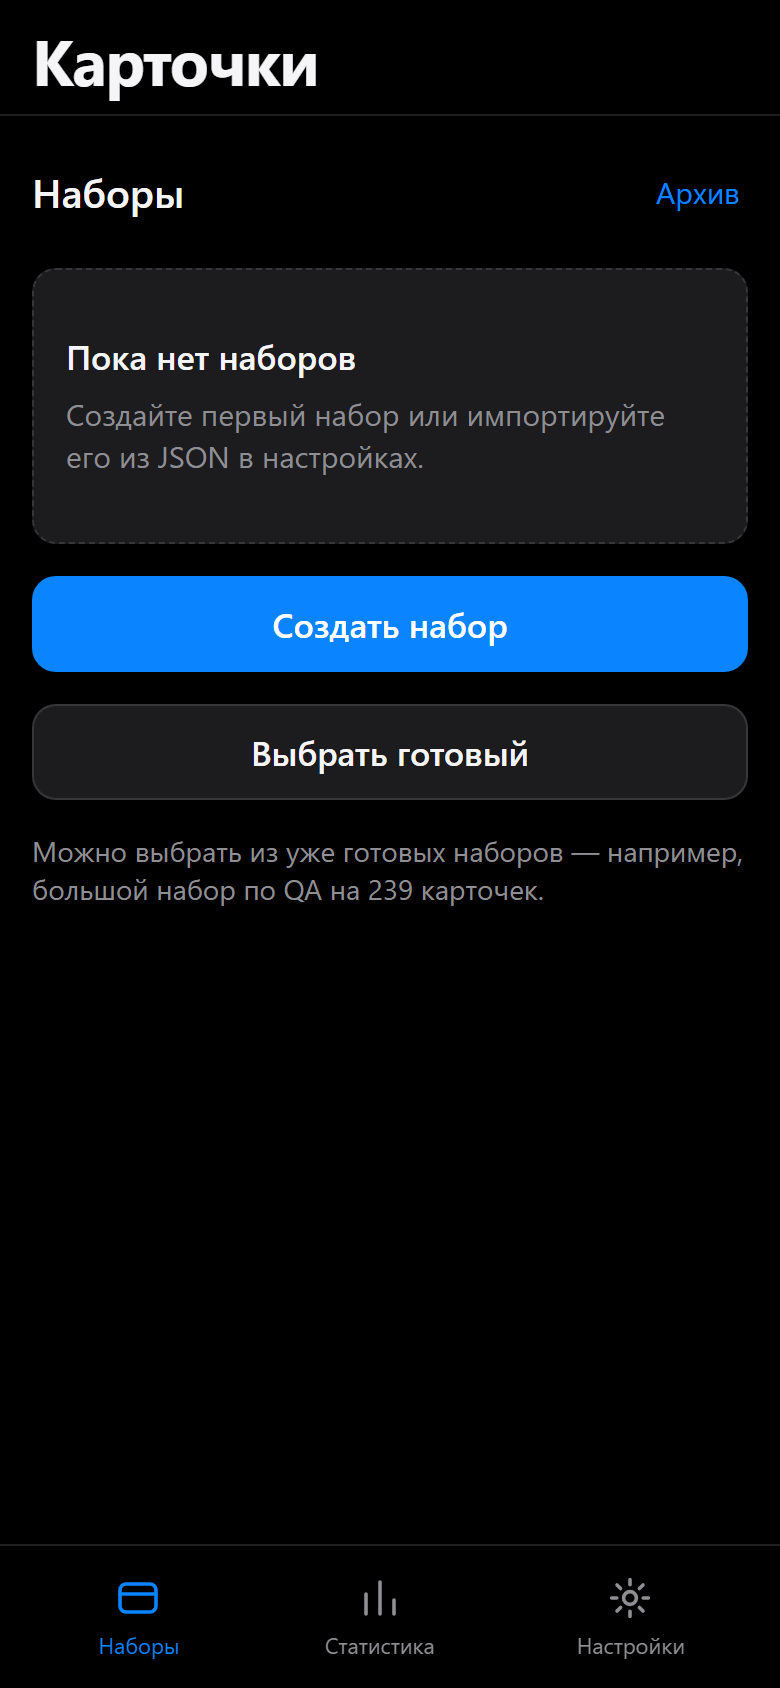 Карточки
Наборы
Архив
Пока нет наборов
Создайте первый набор или импортируйте
его из JSON в настройках.
Создать набор
Выбрать готовый
Можно выбрать из уже готовых наборов — например,
большой набор по QA на 239 карточек.
Наборы
Статистика
Настройки